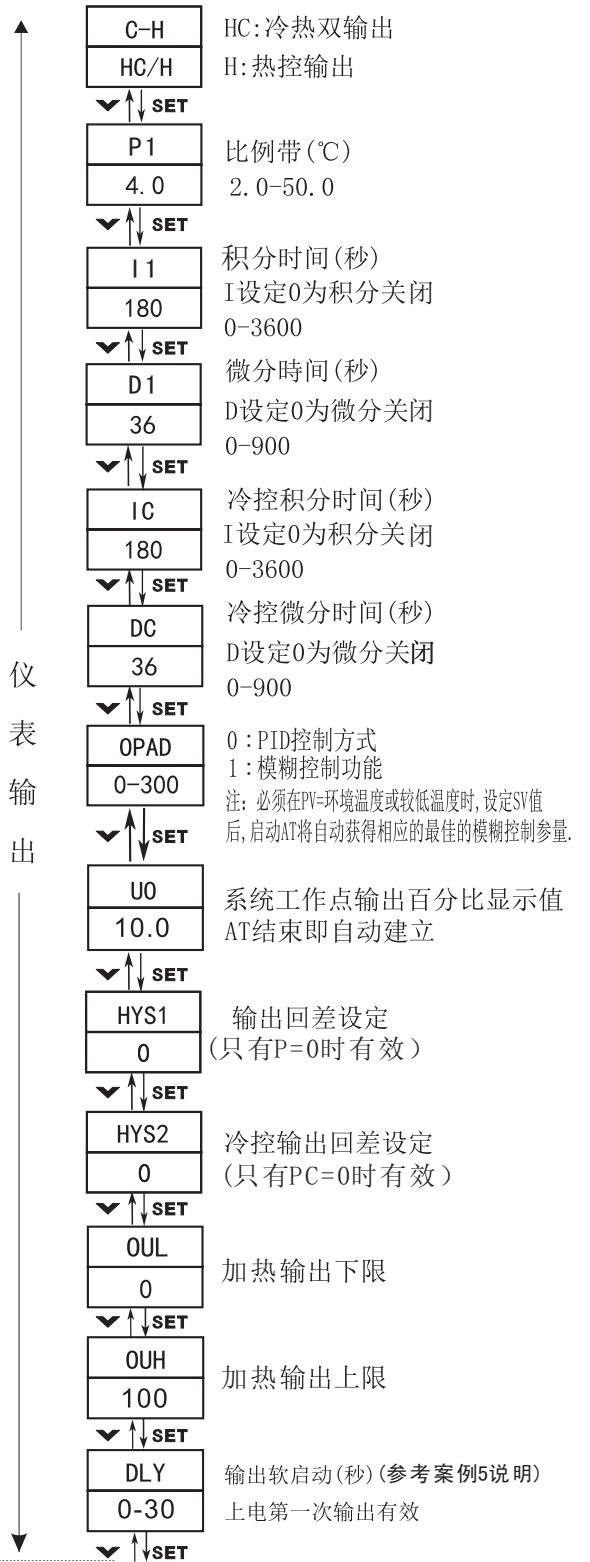 C-H
HC:冷热双输出
HC/H
H:热控输出
SET
P1
比例带(℃)
4.0
2.0-50.0
SET
I1
积分时间(秒)
180
I设定0为积分关闭
0-3600
SET
D1
微分時间(秒)
36
D设定0为微分关闭
0-900
SET
IC
冷控积分时间(秒)
180
I设定0为积分关闭
0-3600
SET
DC
冷控微分时间(秒)
36
D设定0为微分关闭
0-900
SET
仪表输出
OPAD
0:PID控制方式
0-300
1:模糊控制功能
注: 必须在PV=环境温度或较低温度时,设定SV值
后,启动AT将自动获得相应的最佳的模糊控制参量.
SET
U0
系统工作点输出百分比显示值
10.0
AT结束即自动建立
SET
HYS1
输出回差设定
0
(只有P=0时有效)
SET
HYS2
冷控输出回差设定
0
(只有PC=0时有效)
SET
OUL
加热输出下限
0
SET
OUH
加热输出上限
100
SET
DLY
输出软启动(秒)(参考案例5说明)
0-30
上电第一次输出有效
SET